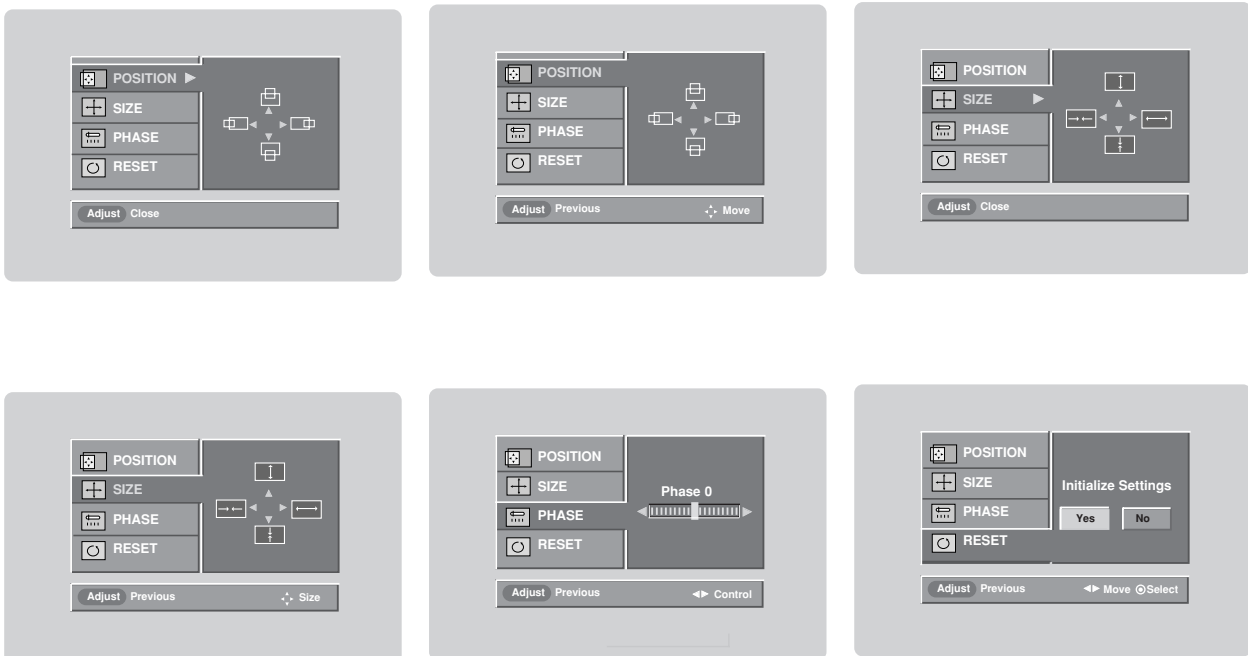 POSITION
SIZE
PHASE
RESET
Adjust Close
POSITION
SIZE
PHASE
RESET
Adjust Previous Move
POSITION
SIZE
PHASE
RESET
Adjust Close
POSITION
SIZE
PHASE
RESET
Adjust Previous Size
POSITION
SIZE
PHASE
RESET
Phase 0
Adjust Previous Control
POSITION
SIZE
PHASE
RESET
Initialize Settings
Yes No
Adjust Previous Move Select